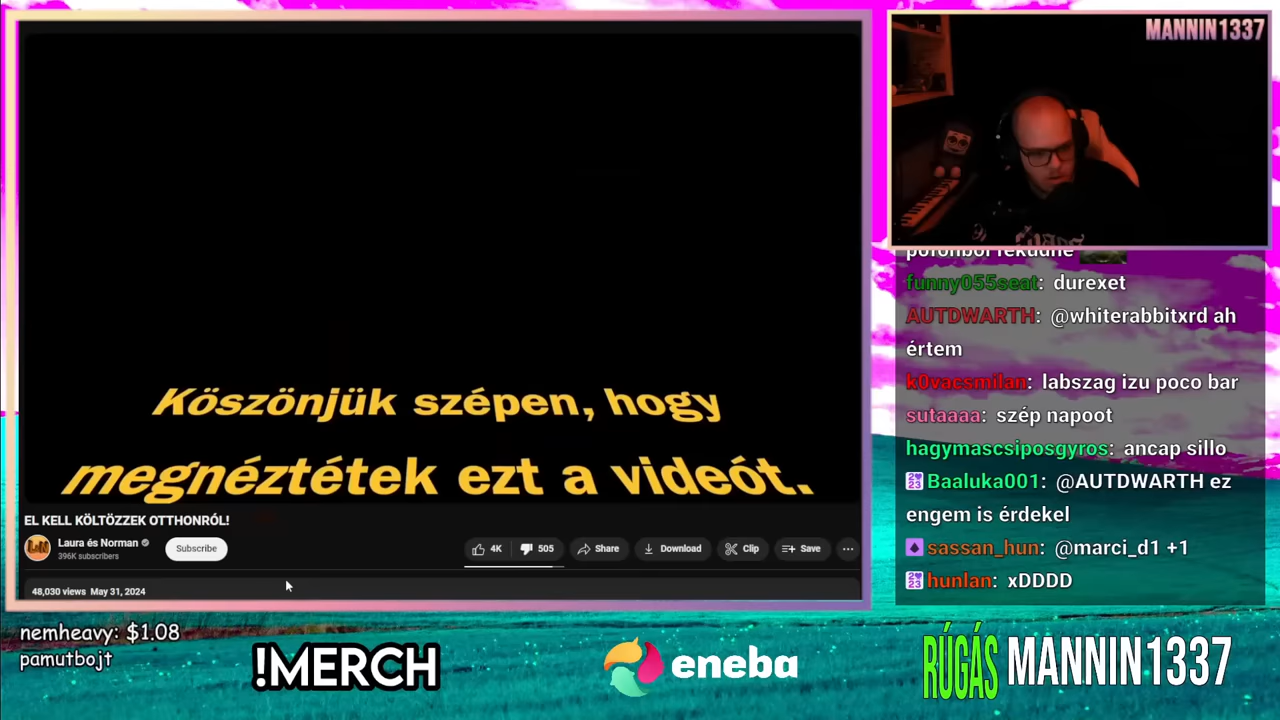 Köszönjük szépen, hogy
megnéztétek ezt a videót.
EL KELL KÖLTÖZZEK OTTHONRÓL!
Laura és Norman
396K subscribers
Subscribe
4K
505
Share
Download
Clip
Save
48,030 views May 31, 2024
MANNIN1337
funny055seat: durexet
AUTDWARTH: @whiterabbitxrd ah
értem
k0vacsmilan: labszag izu poco bar
sutaaaa: szép napoot
hagymascsiposgyros: ancap sillo
Baaluka001: @AUTDWARTH ez
engem is érdekel
sassan_hun: @marci_d1 +1
hunlan: xDDDD
nemheavy: $1.08
pamutbojt
!MERCH
eneba
RÚGÁS MANNIN1337